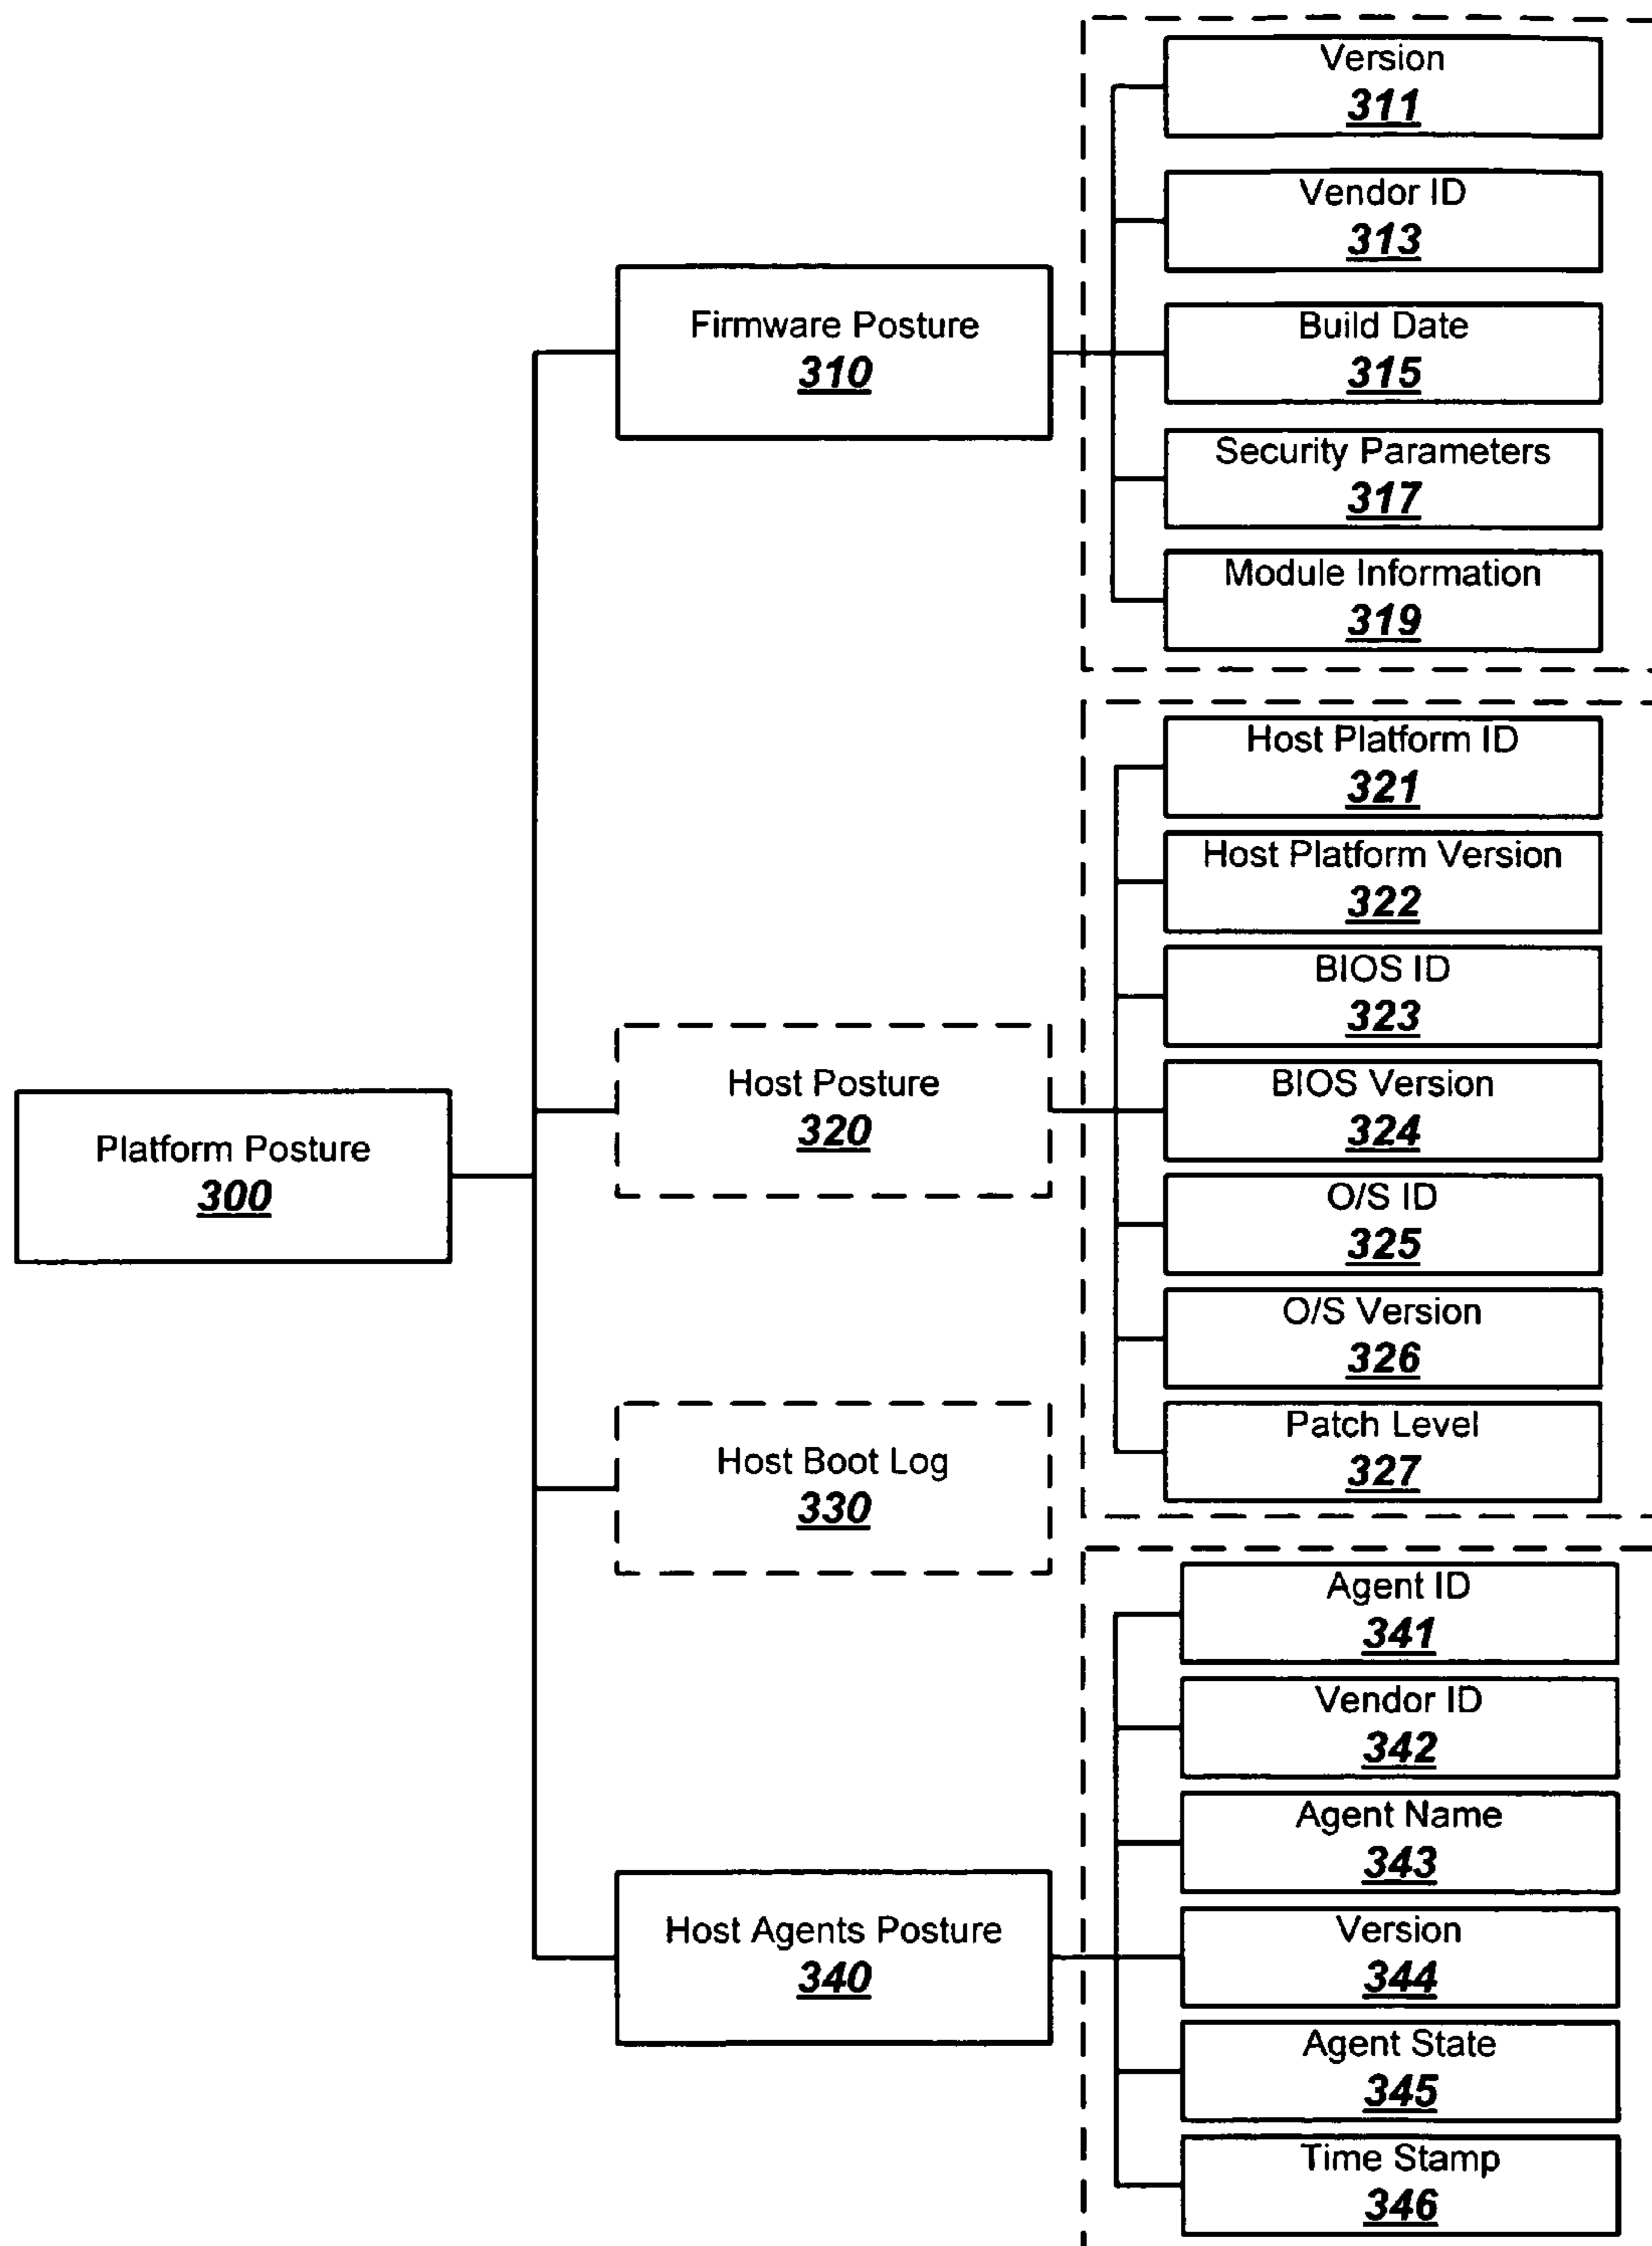 Platform Posture
300
Firmware Posture
310
Version
311
Vendor ID
313
Build Date
315
Security Parameters
317
Module Information
319
Host Posture
320
Host Platform ID
321
Host Platform Version
322
BIOS ID
323
BIOS Version
324
O/S ID
325
O/S Version
326
Patch Level
327
Host Boot Log
330
Host Agents Posture
340
Agent ID
341
Vendor ID
342
Agent Name
343
Version
344
Agent State
345
Time Stamp
346